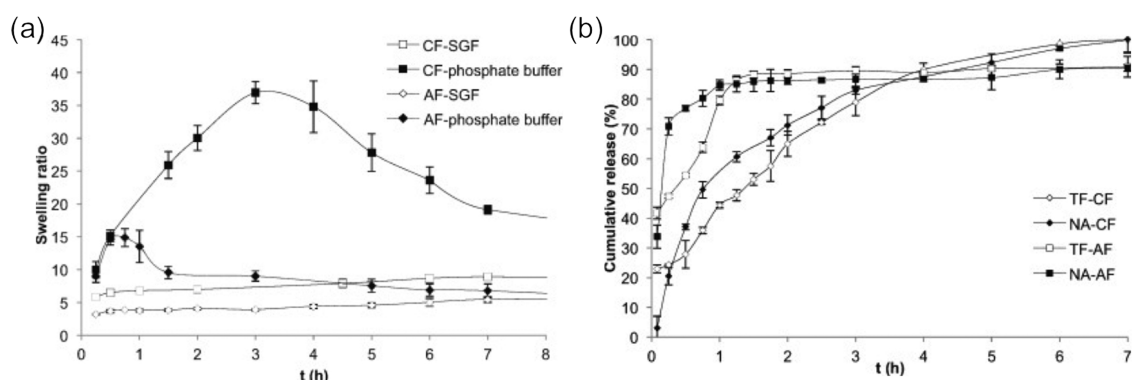 (a)
45
40
35
30
25
20
15
10
5
0
Swelling ratio
CF-SGF
CF-phosphate buffer
AF-SGF
AF-phosphate buffer
0 1 2 3 4 5 6 7 8
t (h)
(b)
100
90
80
70
60
50
40
30
20
10
0
Cumulative release (%)
TF-CF
NA-CF
TF-AF
NA-AF
0 1 2 3 4 5 6 7
t (h)